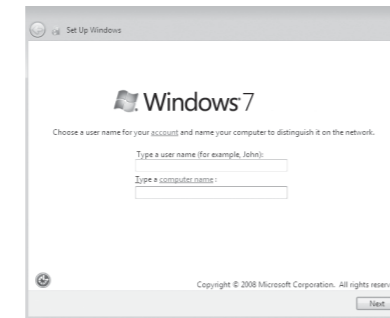 Set Up Windows
Windows 7
Choose a user name for your account and name your computer to distinguish it on the network.
Type a user name (for example, John):
Type a computer name :
Copyright © 2008 Microsoft Corporation. All rights reserv
Next